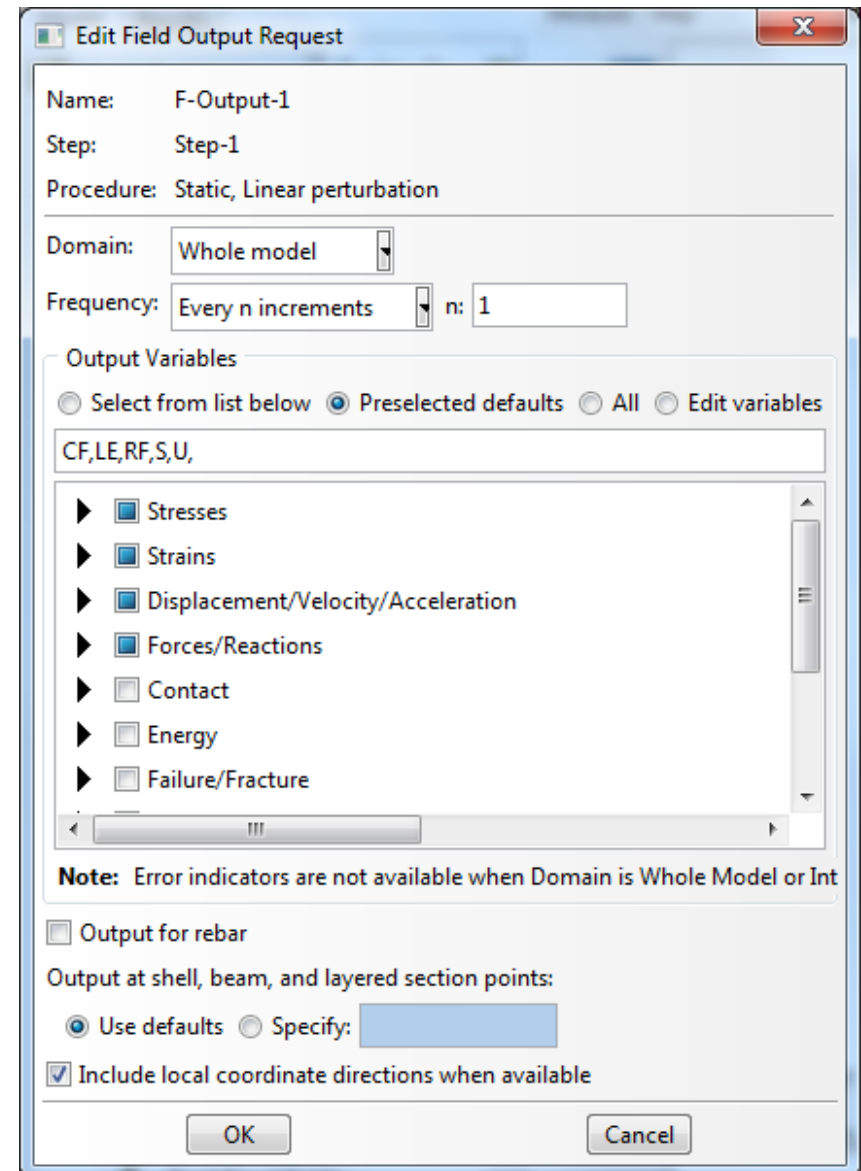 Edit Field Output Request
Name: F-Output-1
Step: Step-1
Procedure: Static, Linear perturbation
Domain: Whole model
Frequency: Every n increments n: 1
Output Variables
Select from list below Preselected defaults All Edit variables
CF,LE,RF,S,U,
Stresses
Strains
Displacement/Velocity/Acceleration
Forces/Reactions
Contact
Energy
Failure/Fracture
Note: Error indicators are not available when Domain is Whole Model or Int
Output for rebar
Output at shell, beam, and layered section points:
Use defaults Specify:
Include local coordinate directions when available
OK Cancel